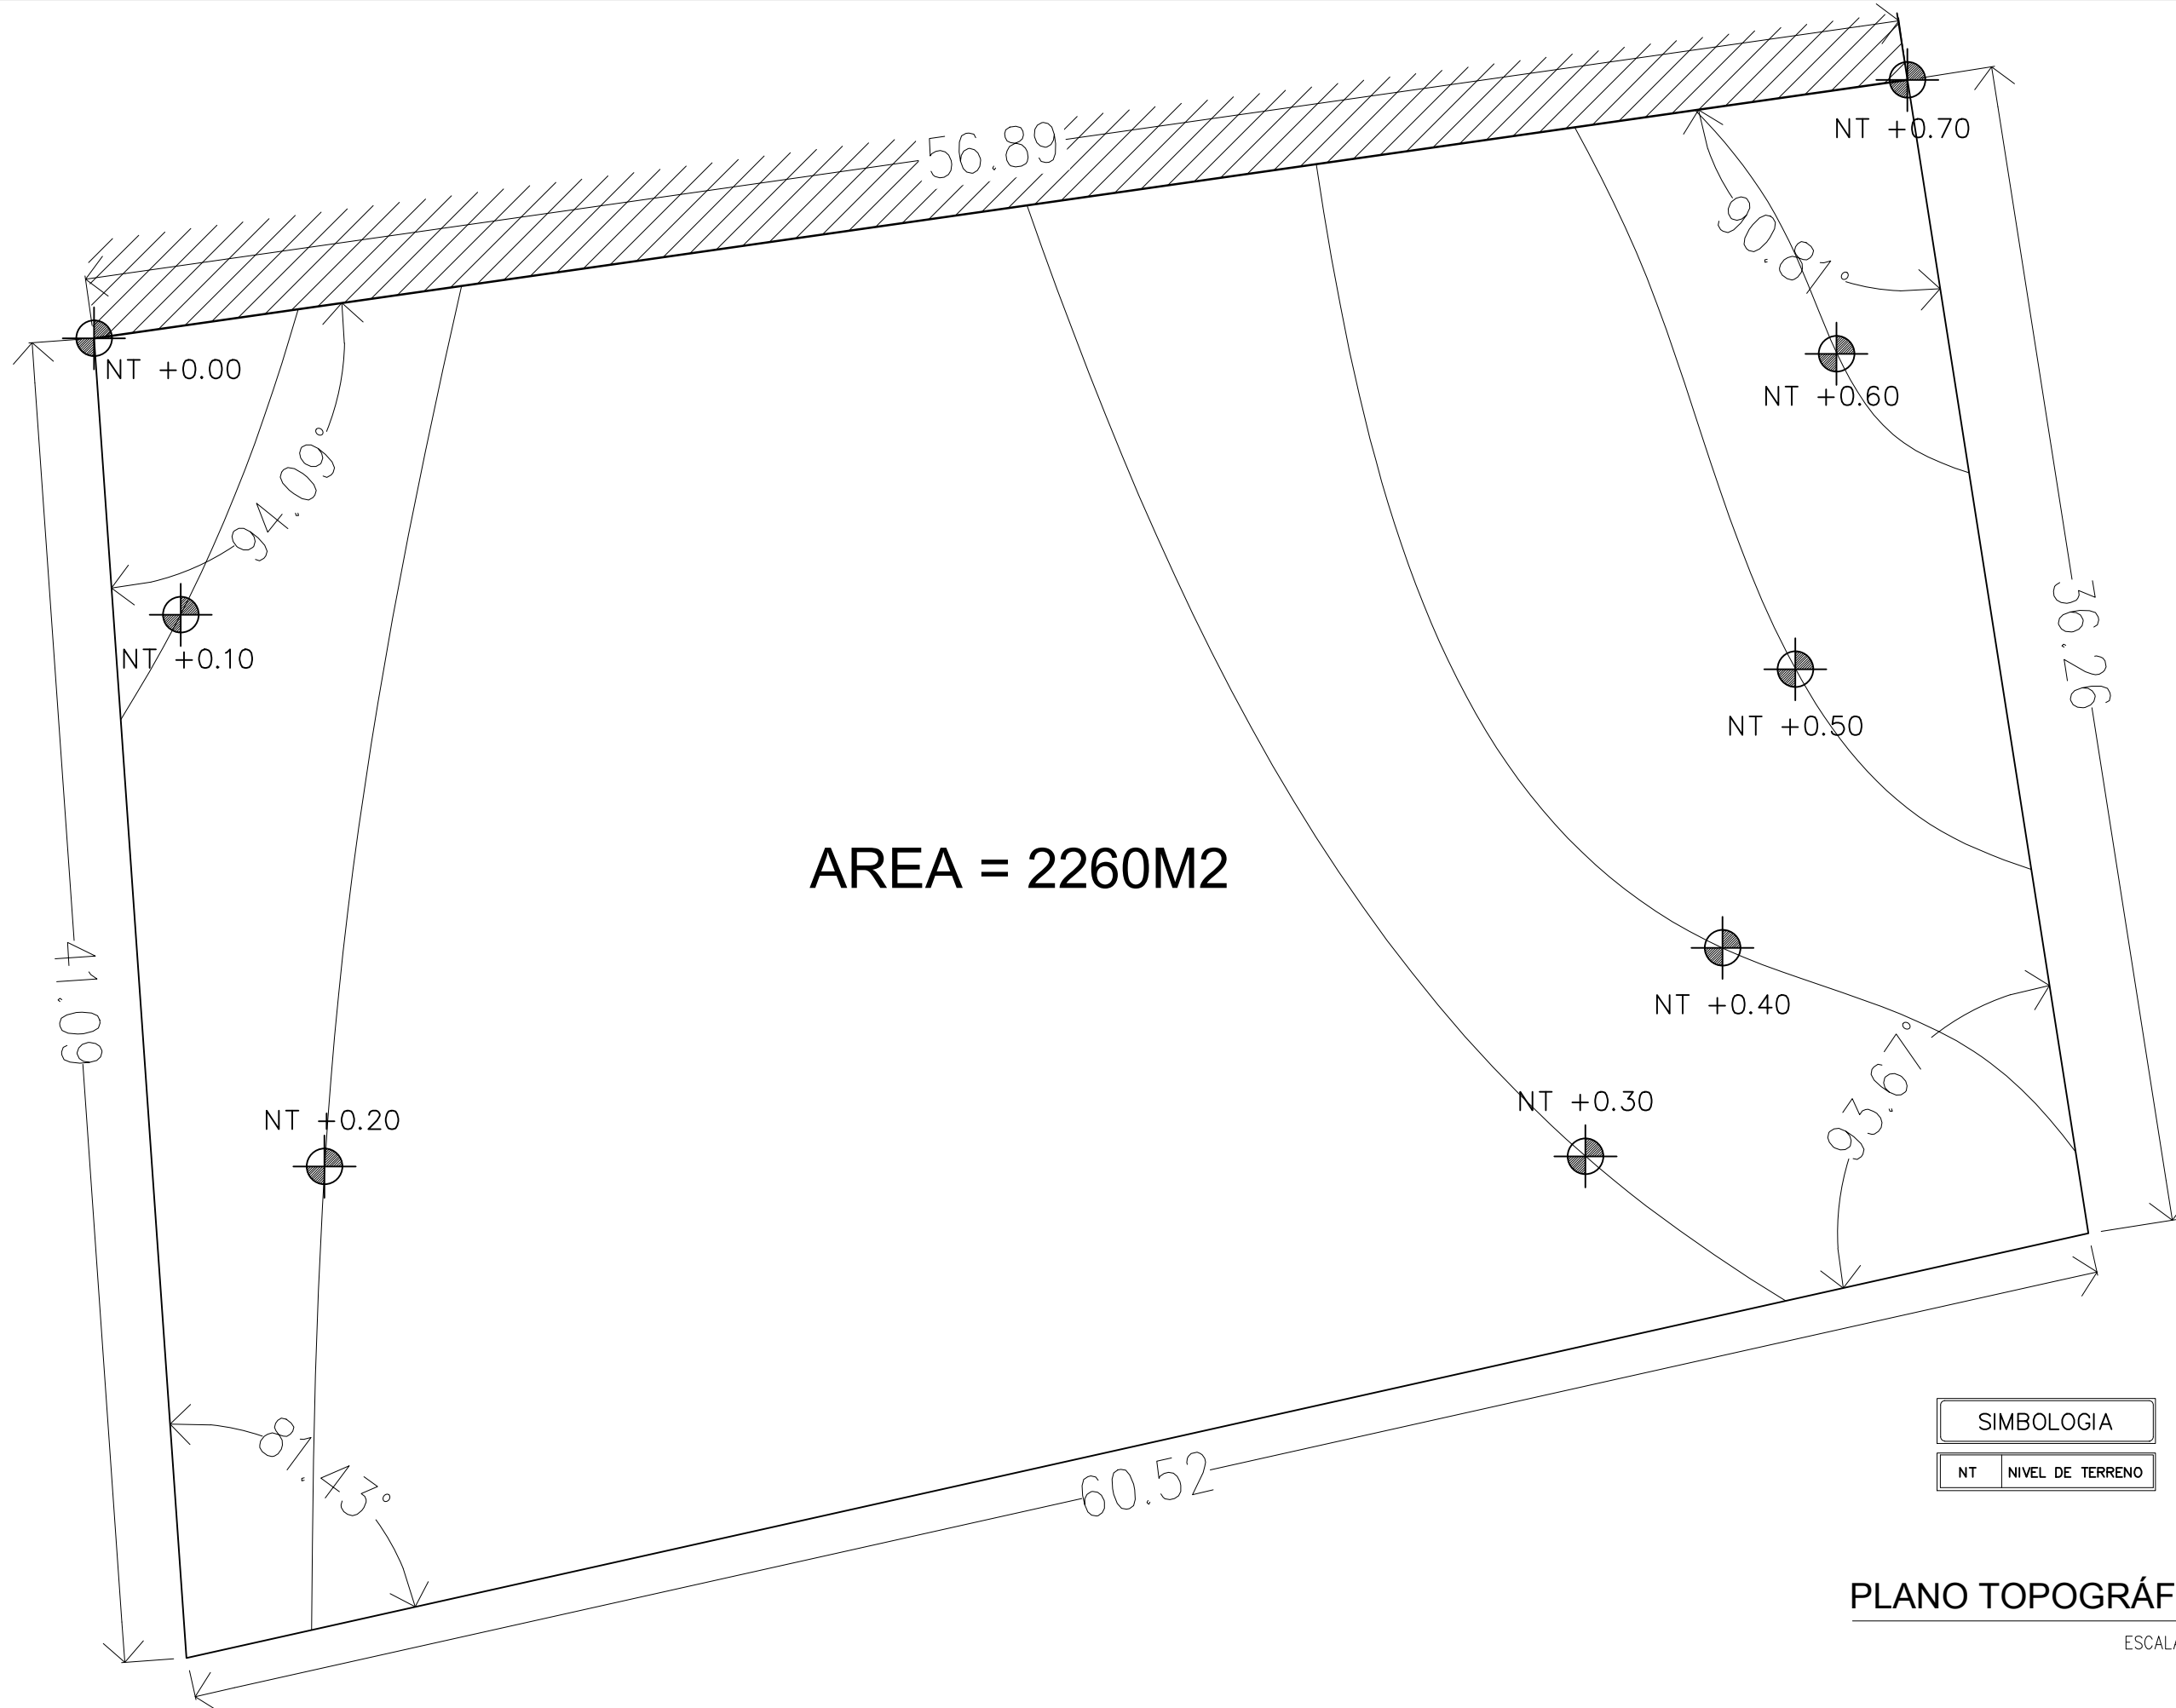 56.89
NT +0.70
90.81°
NT +0.00
94.09°
NT +0.60
NT +0.10
36.26
NT +0.50
AREA = 2260M2
41.09
NT +0.40
NT +0.20
NT +0.30
93.67°
81.43°
60.52
SIMBOLOGIA
NT NIVEL DE TERRENO
PLANO TOPOGRÁF
ESCALA